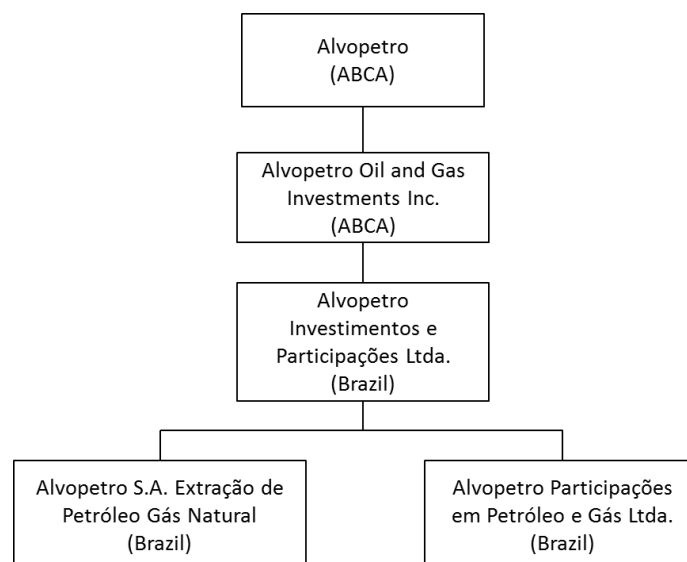 Alvopetro
(ABCA)
Alvopetro Oil and Gas
Investments Inc.
(ABCA)
Alvopetro
Investimentos e
Participações Ltda.
(Brazil)
Alvopetro S.A. Extração de
Petróleo Gás Natural
(Brazil)
Alvopetro Participações
em Petróleo e Gás Ltda.
(Brazil)